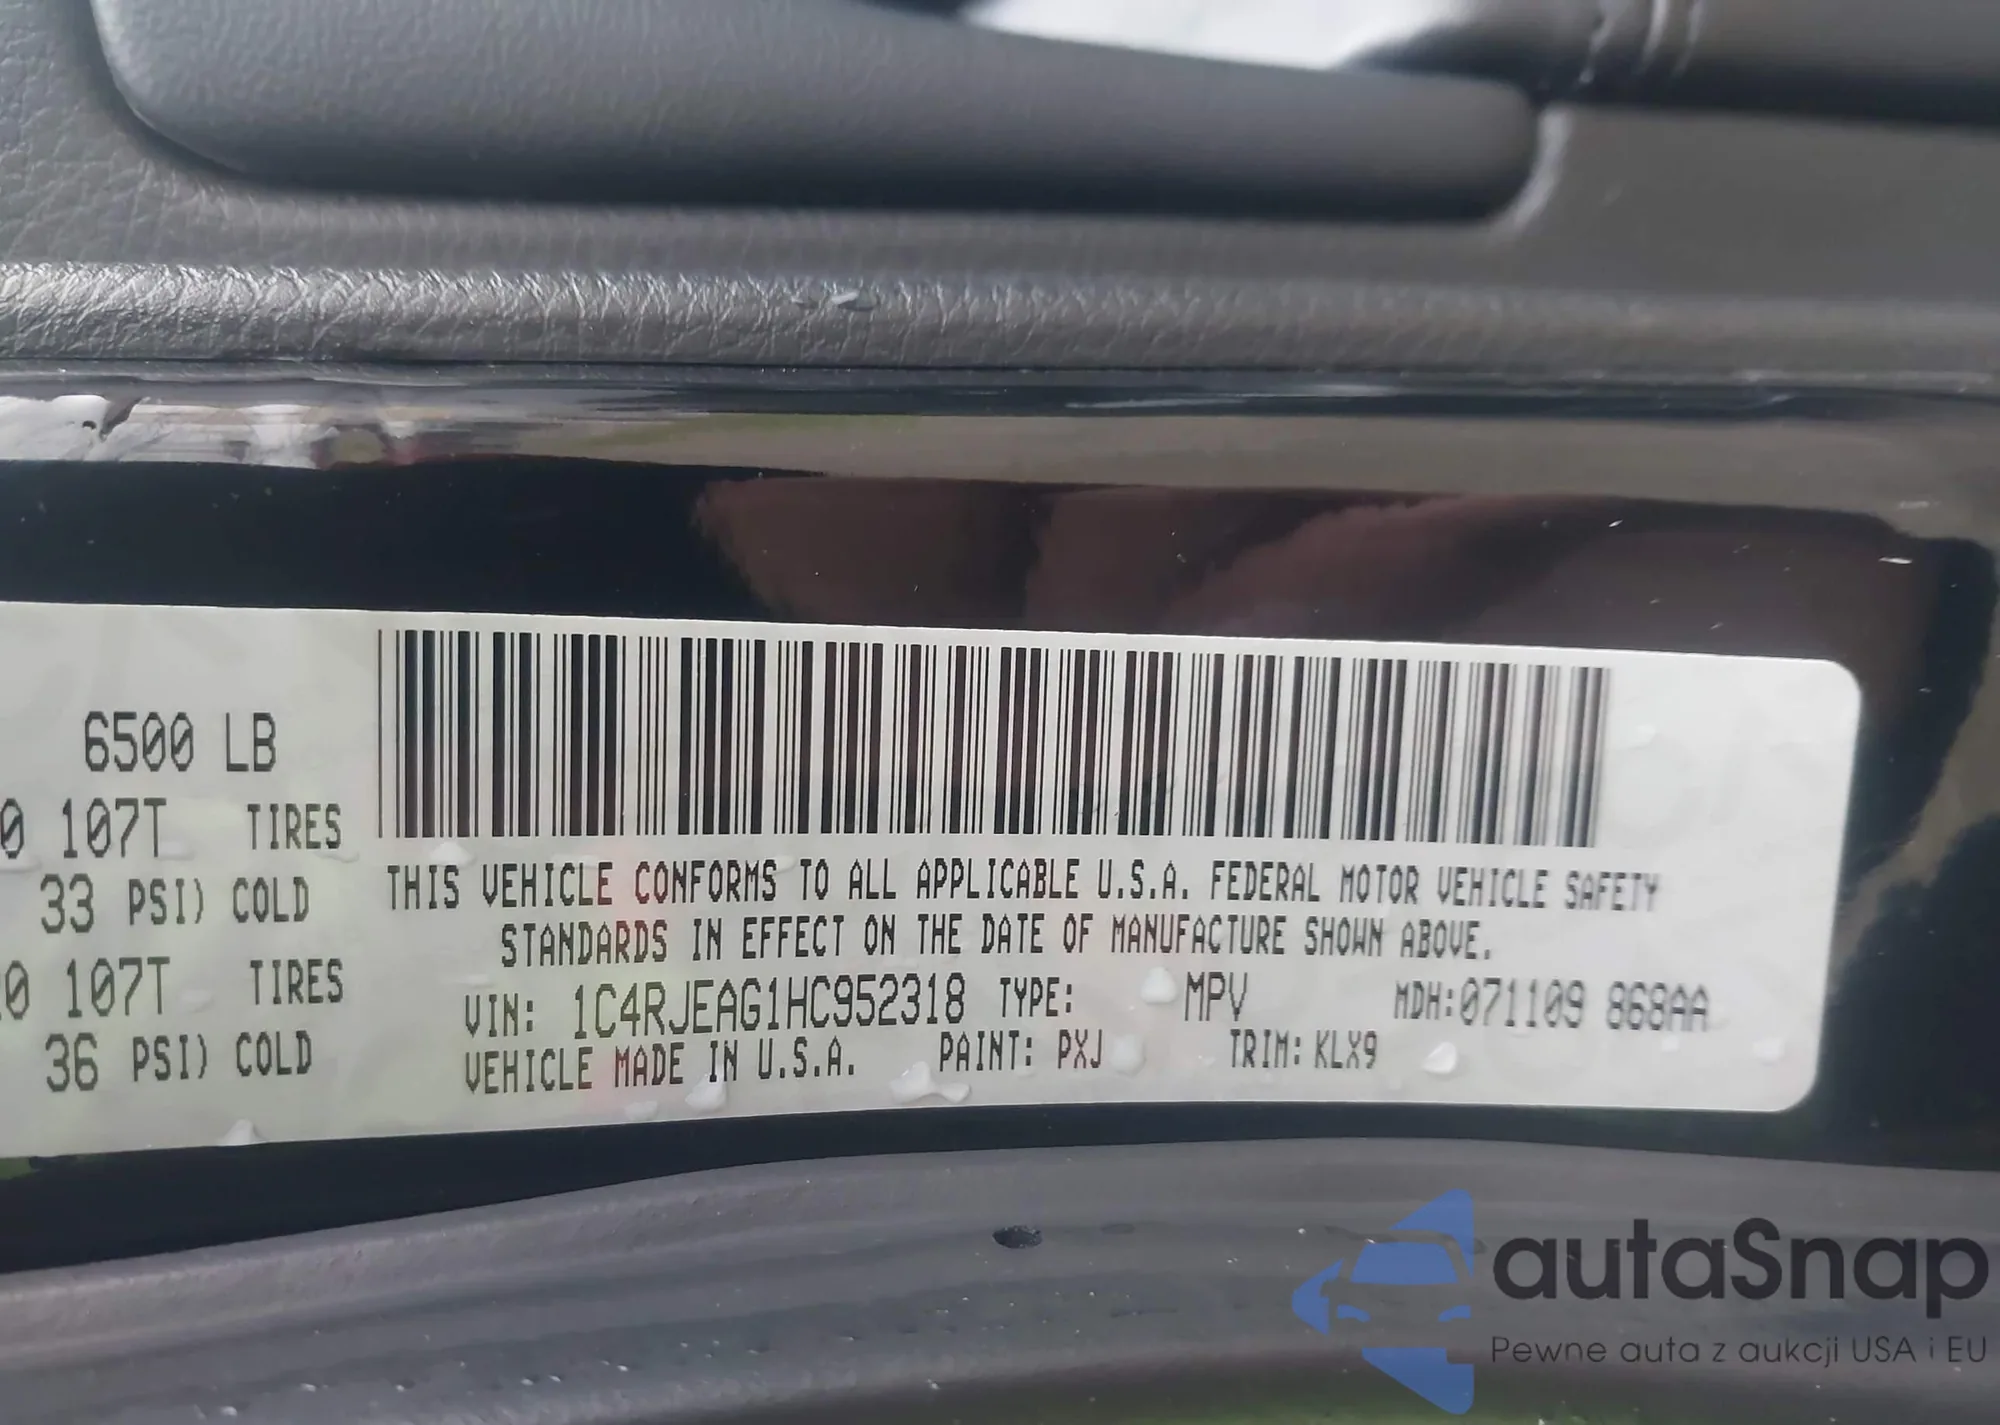 6500 LB
0 107T TIRES
33 PSI) COLD
0 107T TIRES
36 PSI) COLD
THIS VEHICLE CONFORMS TO ALL APPLICABLE U.S.A. FEDERAL MOTOR VEHICLE SAFETY
STANDARDS IN EFFECT ON THE DATE OF MANUFACTURE SHOWN ABOVE.
VIN: 1C4RJEAG1HC952318 TYPE: MPV MDH:071109 868AA
VEHICLE MADE IN U.S.A. PAINT: PXJ TRIM: KLX9
autaSnap
Pewne auta z aukcji USA i EU